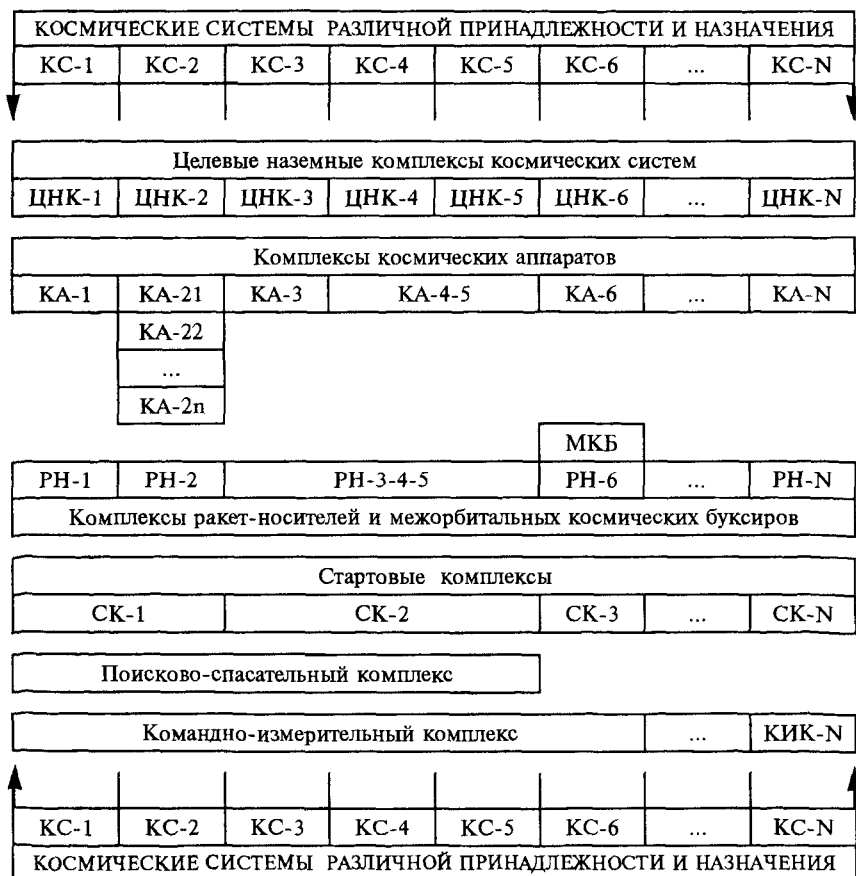 КОСМИЧЕСКИЕ СИСТЕМЫ РАЗЛИЧНОЙ ПРИНАДЛЕЖНОСТИ И НАЗНАЧЕНИЯ
КС-1 КС-2 КС-3 КС-4 КС-5 КС-6 ... КС-N
Целевые наземные комплексы космических систем
ЦНК-1 ЦНК-2 ЦНК-3 ЦНК-4 ЦНК-5 ЦНК-6 ... ЦНК-N
Комплексы космических аппаратов
КА-1 КА-21 КА-3 КА-4-5 КА-6 ... КА-N
КА-22
...
КА-2n
МКБ
РН-1 РН-2 РН-3-4-5 РН-6 ... РН-N
Комплексы ракет-носителей и межорбитальных космических буксиров
Стартовые комплексы
СК-1 СК-2 СК-3 ... СК-N
Поисково-спасательный комплекс
Командно-измерительный комплекс ... КИК-N
КС-1 КС-2 КС-3 КС-4 КС-5 КС-6 ... КС-N
КОСМИЧЕСКИЕ СИСТЕМЫ РАЗЛИЧНОЙ ПРИНАДЛЕЖНОСТИ И НАЗНАЧЕНИЯ